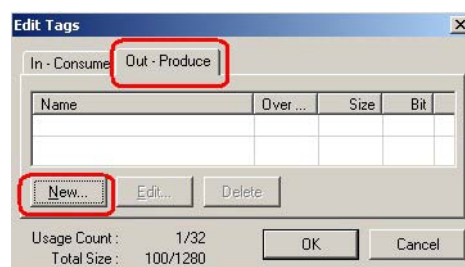 Edit Tags
In - Consume Out - Produce
Name Over ... Size Bit
New... Edit... Delete
Usage Count : 1/32 OK Cancel
Total Size : 100/1280